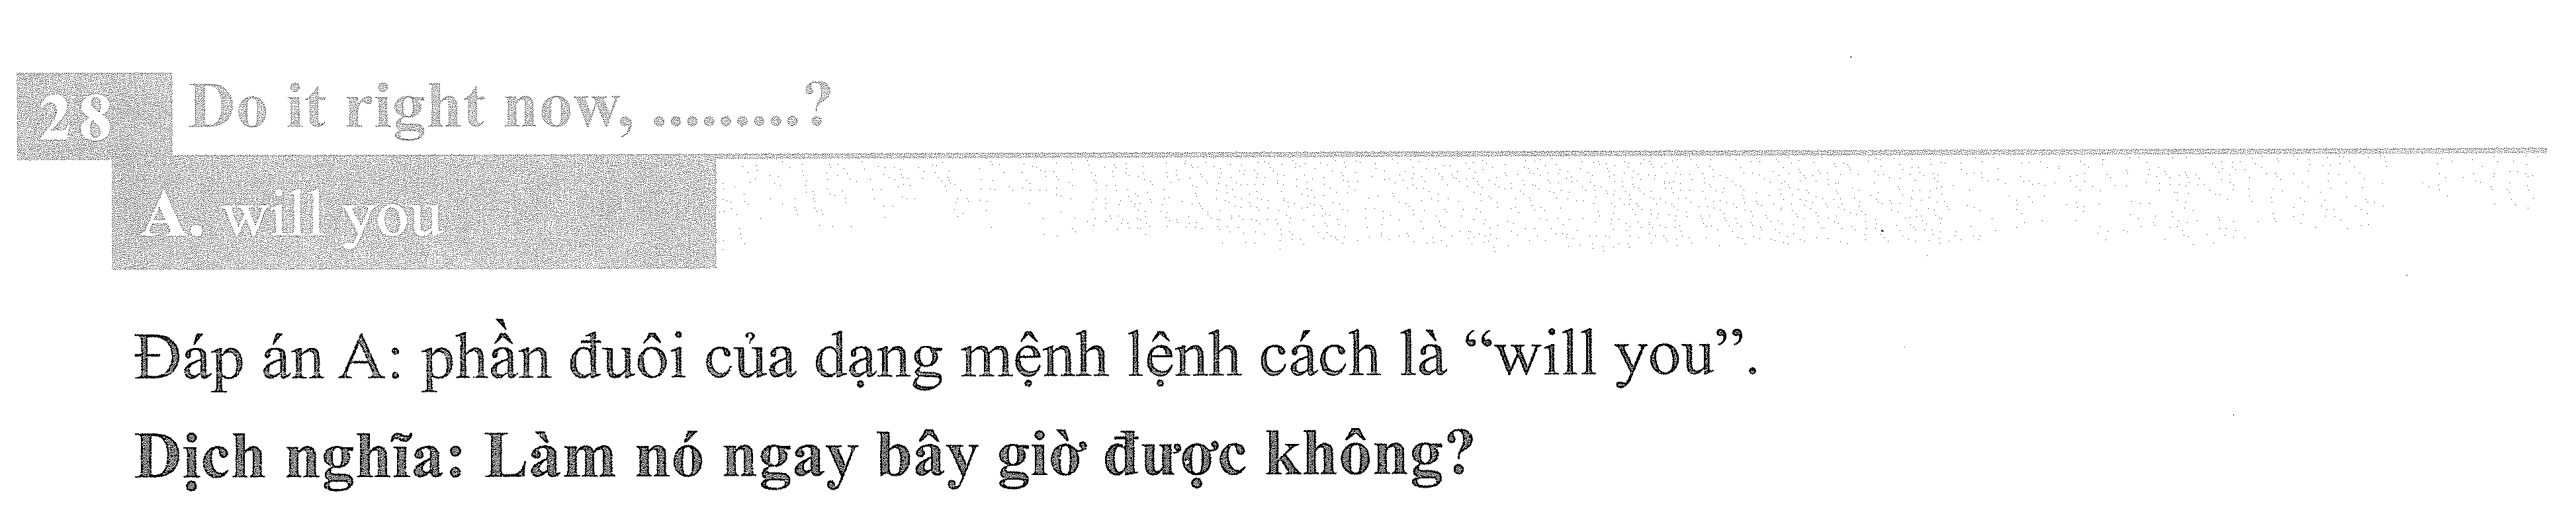 28 Do it right now, .........?
A. will you
Đáp án A: phần đuôi của dạng mệnh lệnh cách là “will you”.
Dịch nghĩa: Làm nó ngay bây giờ được không?